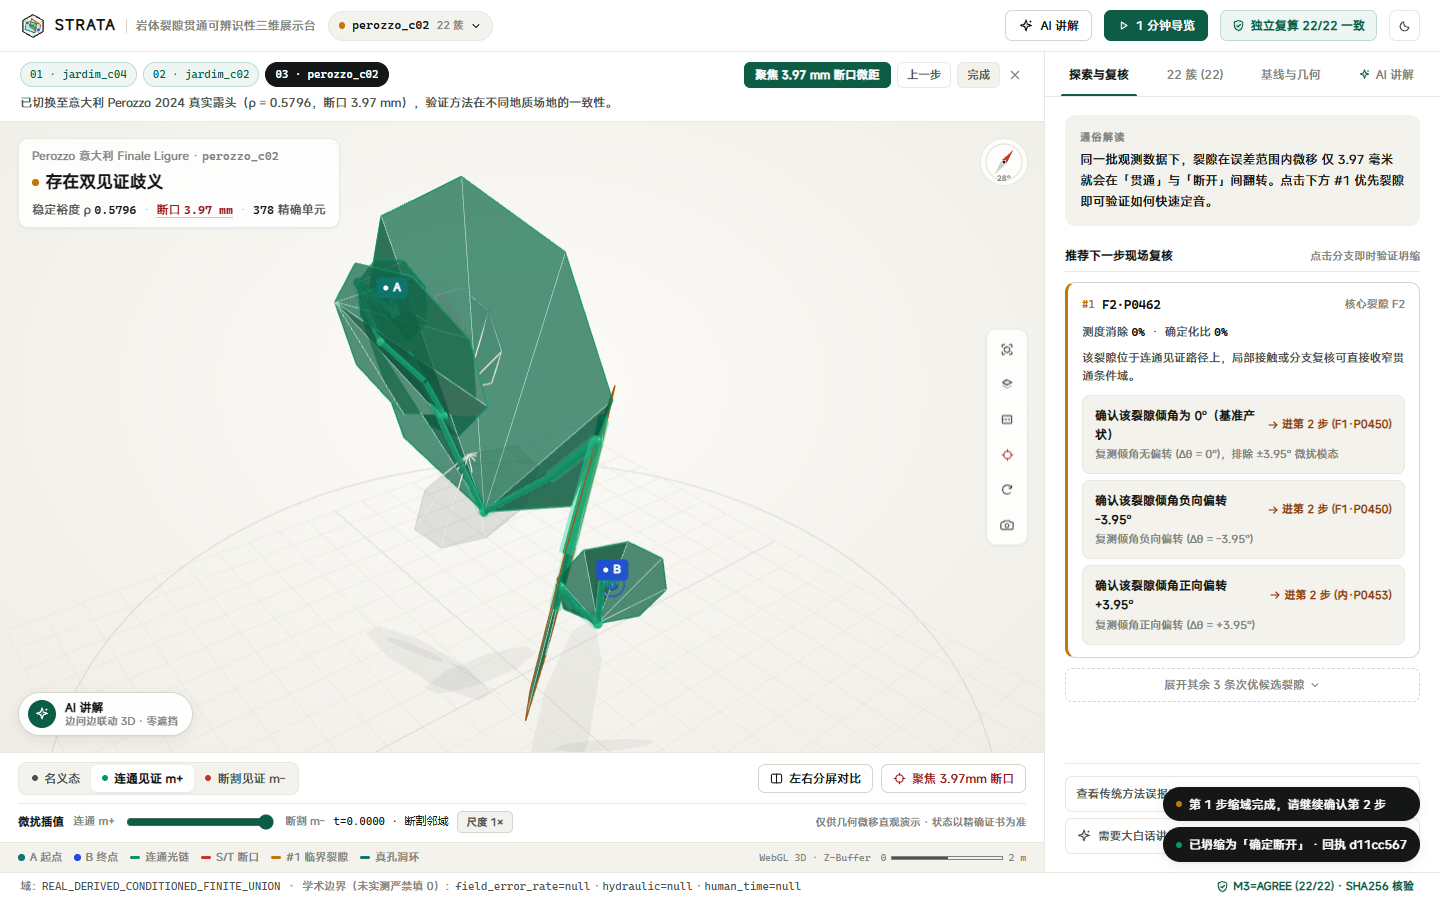 STRATA
岩体裂隙贯通可辨识性三维展示台
perozzo_c02 22 簇
AI 讲解
1 分钟导览
独立复算 22/22 一致
01 · jardim_c04
02 · jardim_c02
03 · perozzo_c02
聚焦 3.97 mm 断口微距
上一步
完成
已切换至意大利 Perozzo 2024 真实露头（ρ = 0.5796，断口 3.97 mm），验证方法在不同地质场地的一致性。
探索与复核
22 簇 (22)
基线与几何
AI 讲解
Perozzo 意大利 Finale Ligure · perozzo_c02
存在双见证歧义
稳定裕度 ρ 0.5796 · 断口 3.97 mm · 378 精确单元
28°
A
B
AI 讲解
边问边联动 3D · 零遮挡
通俗解读
同一批观测数据下，裂隙在误差范围内微移 仅 3.97 毫米
就会在「贯通」与「断开」间翻转。点击下方 #1 优先裂隙
即可验证如何快速定音。
推荐下一步现场复核
点击分支即时验证坍缩
#1 F2·P0462
核心裂隙 F2
测度消除 0% · 确定化比 0%
该裂隙位于连通见证路径上，局部接触或分支复核可直接收窄贯
通条件域。
确认该裂隙倾角为 0°（基准产
状）
→ 进第 2 步 (F1·P0450)
复测倾角无偏转 (Δθ = 0°)，排除 ±3.95° 微扰模态
确认该裂隙倾角负向偏转
-3.95°
→ 进第 2 步 (F1·P0450)
复测倾角负向偏转 (Δθ = -3.95°)
确认该裂隙倾角正向偏转
+3.95°
→ 进第 2 步 (内·P0453)
复测倾角正向偏转 (Δθ = +3.95°)
展开其余 3 条次优候选裂隙
名义态
连通见证 m+
断割见证 m−
左右分屏对比
聚焦 3.97mm 断口
微扰插值
连通 m+
断割 m−
t=0.0000 · 断割邻域
尺度 1×
仅供几何微移直观演示 · 状态以精确证书为准
查看传统方法误报
第 1 步缩域完成，请继续确认第 2 步
需要大白话讲
已坍缩为「确定断开」 · 回执 d11cc567
A 起点
B 终点
连通光链
S/T 断口
#1 临界裂隙
真孔洞环
WebGL 3D · Z-Buffer
0
2 m
域: REAL_DERIVED_CONDITIONED_FINITE_UNION · 学术边界（未实测严禁填 0）: field_error_rate=null · hydraulic=null · human_time=null
M3=AGREE (22/22) · SHA256 核验